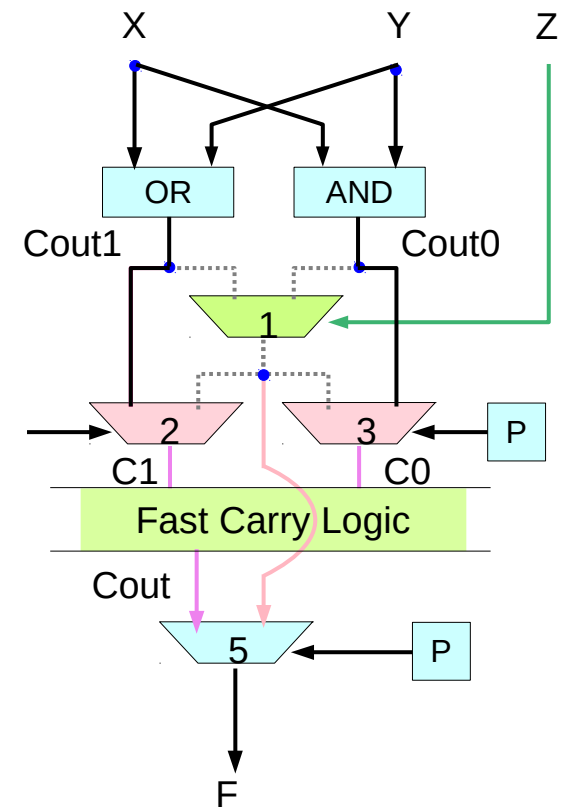 X Y Z
OR AND
Cout1 Cout0
1
2 3 P
C1 C0
Fast Carry Logic
Cout
5 P
F